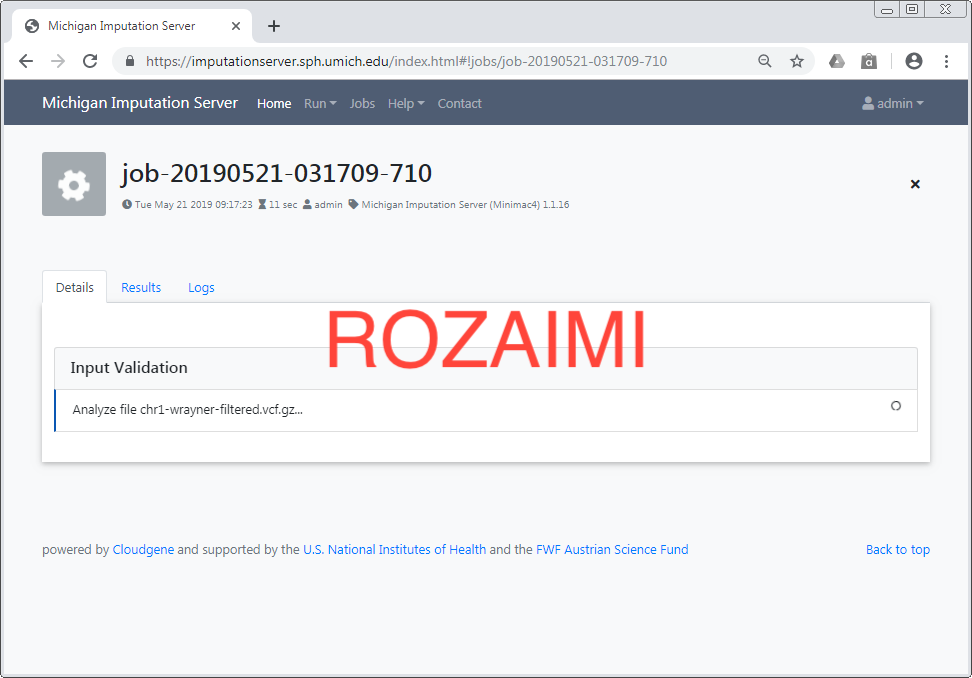 Michigan Imputation Server
https://imputationserver.sph.umich.edu/index.html#!jobs/job-20190521-031709-710
Michigan Imputation Server Home Run Jobs Help Contact admin
job-20190521-031709-710
Tue May 21 2019 09:17:23 11 sec admin Michigan Imputation Server (Minimac4) 1.1.16
Details Results Logs
ROZAIMI
Input Validation
Analyze file chr1-wrayner-filtered.vcf.gz...
powered by Cloudgene and supported by the U.S. National Institutes of Health and the FWF Austrian Science Fund Back to top